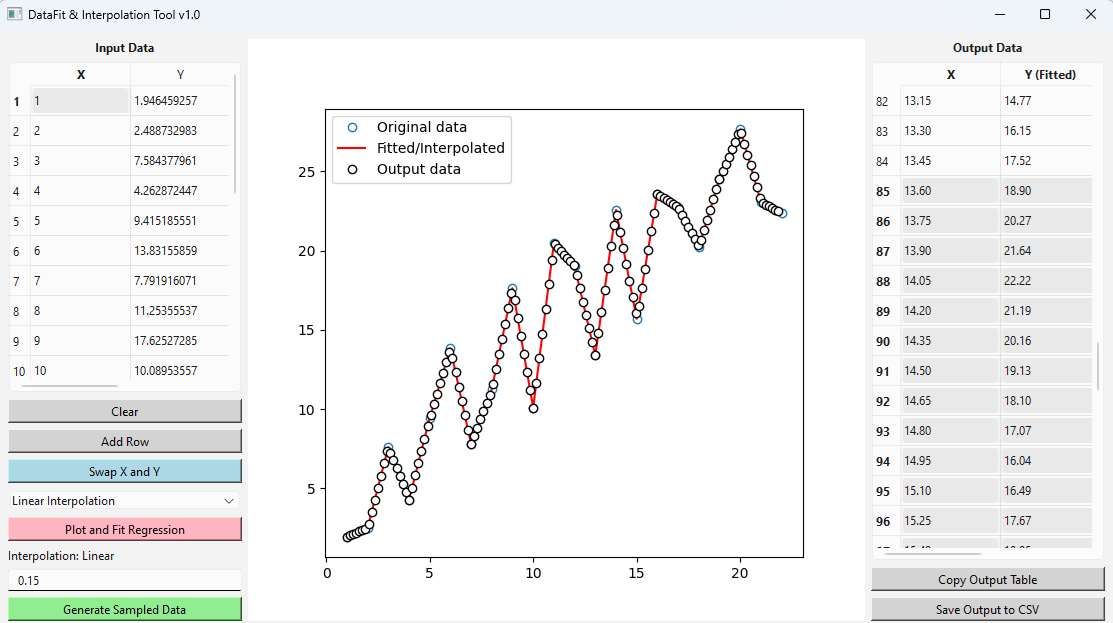 DataFit & Interpolation Tool v1.0
Input Data
X Y
1 1 1.946459257
2 2 2.488732983
3 3 7.584377961
4 4 4.262872447
5 5 9.415185551
6 6 13.83155859
7 7 7.791916071
8 8 11.25355537
9 9 17.62527285
10 10 10.08953557
Clear
Add Row
Swap X and Y
Linear Interpolation
Plot and Fit Regression
Interpolation: Linear
0.15
Generate Sampled Data
Original data
Fitted/Interpolated
Output data
25
20
15
10
5
0 5 10 15 20
Output Data
X Y (Fitted)
82 13.15 14.77
83 13.30 16.15
84 13.45 17.52
85 13.60 18.90
86 13.75 20.27
87 13.90 21.64
88 14.05 22.22
89 14.20 21.19
90 14.35 20.16
91 14.50 19.13
92 14.65 18.10
93 14.80 17.07
94 14.95 16.04
95 15.10 16.49
96 15.25 17.67
Copy Output Table
Save Output to CSV